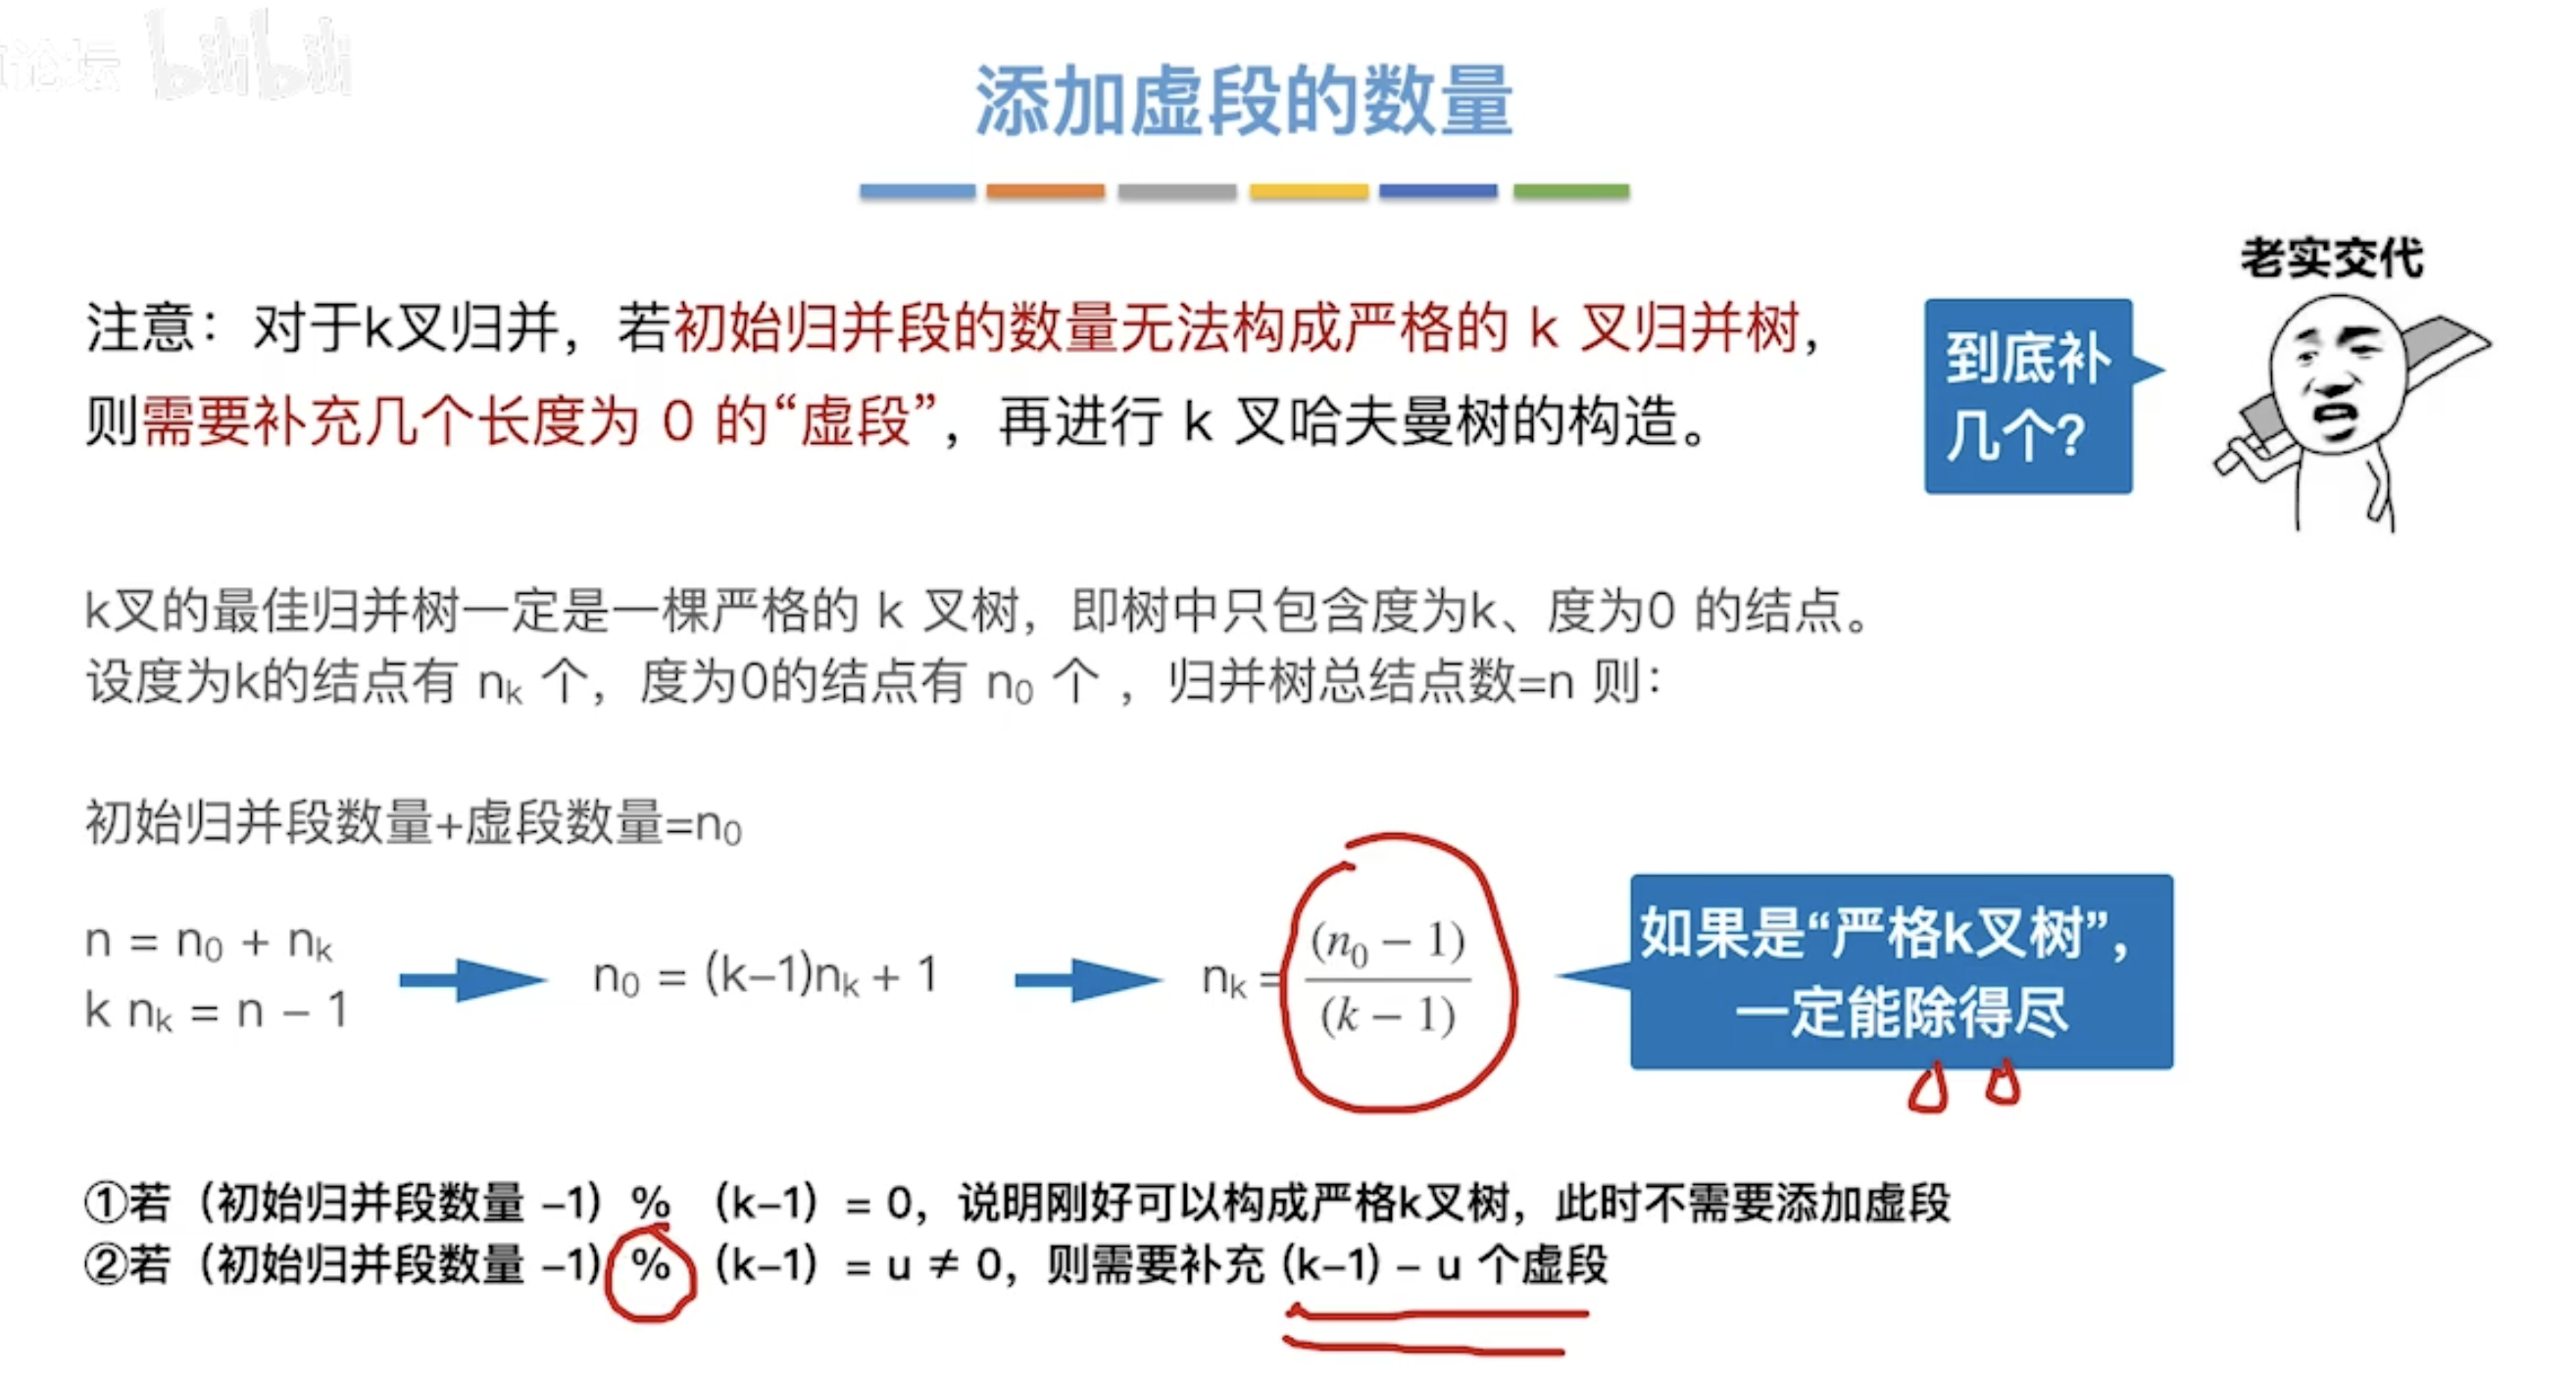 论坛 bilibili
添加虚段的数量
老实交代
注意：对于k叉归并，若初始归并段的数量无法构成严格的 k 叉归并树，
则需要补充几个长度为 0 的“虚段”，再进行 k 叉哈夫曼树的构造。
到底补
几个？
k叉的最佳归并树一定是一棵严格的 k 叉树，即树中只包含度为k、度为0 的结点。
设度为k的结点有 nk 个，度为0的结点有 n0 个 ，归并树总结点数=n 则：
初始归并段数量+虚段数量=n0
n = n0 + nk
k nk = n – 1
n0 = (k–1)nk + 1
nk = (n0 − 1)
(k − 1)
如果是“严格k叉树”，
一定能除得尽
①若（初始归并段数量 –1）%（k–1）= 0，说明刚好可以构成严格k叉树，此时不需要添加虚段
②若（初始归并段数量 –1）%（k–1）= u ≠ 0，则需要补充 (k–1) – u 个虚段